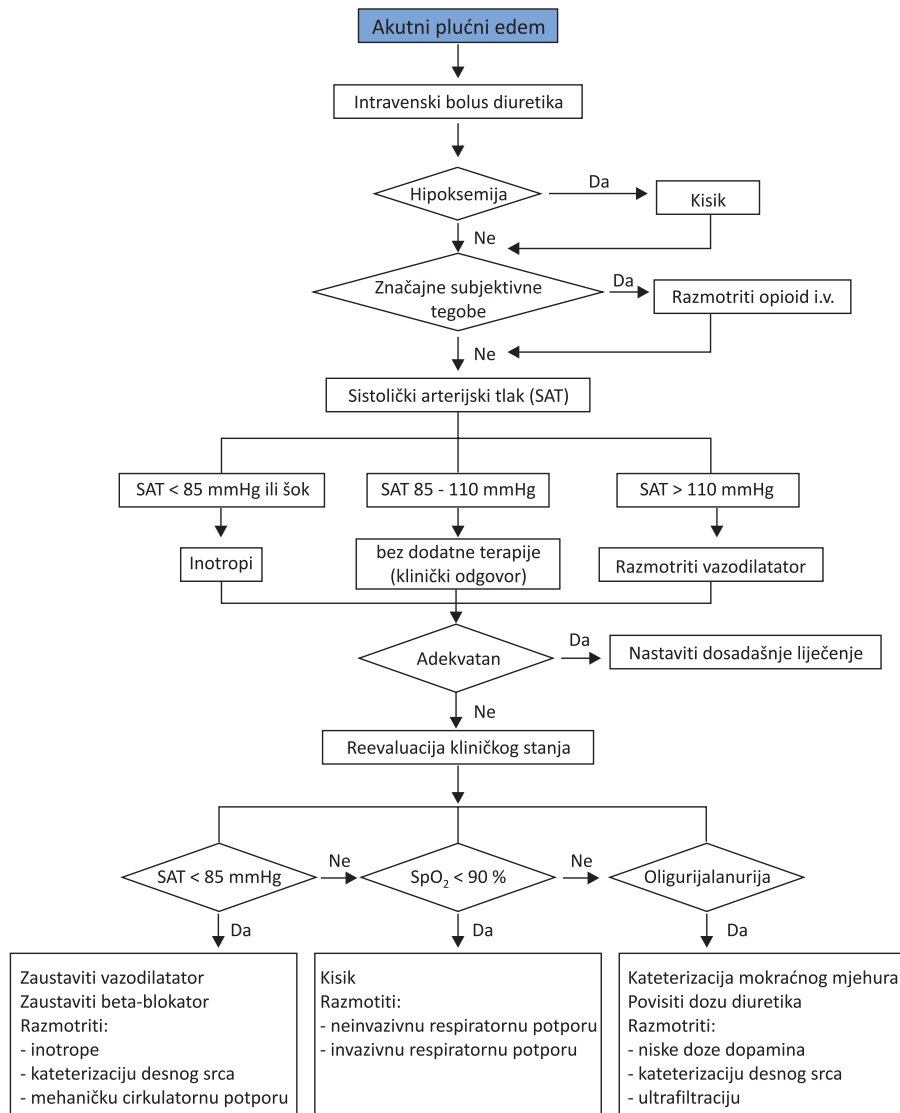 Akutni plućni edem
Intravenski bolus diuretika
Hipoksemija
Da
Kisik
Ne
Značajne subjektivne
tegobe
Da
Razmotriti opioid i.v.
Ne
Sistolički arterijski tlak (SAT)
SAT < 85 mmHg ili šok
SAT 85 - 110 mmHg
SAT > 110 mmHg
Inotropi
bez dodatne terapije
(klinički odgovor)
Razmotriti vazodilatator
Adekvatan
Da
Nastaviti dosadašnje liječenje
Ne
Reevaluacija kliničkog stanja
SAT < 85 mmHg
Ne
SpO₂ < 90 %
Ne
Oligurijalanurija
Da
Da
Da
Zaustaviti vazodilatator
Zaustaviti beta-blokator
Razmotriti:
- inotrope
- kateterizaciju desnog srca
- mehaničku cirkulatornu potporu
Kisik
Razmotiti:
- neinvazivnu respiratornu potporu
- invazivnu respiratornu potporu
Kateterizacija mokraćnog mjehura
Povisiti dozu diuretika
Razmotriti:
- niske doze dopamina
- kateterizaciju desnog srca
- ultrafiltraciju